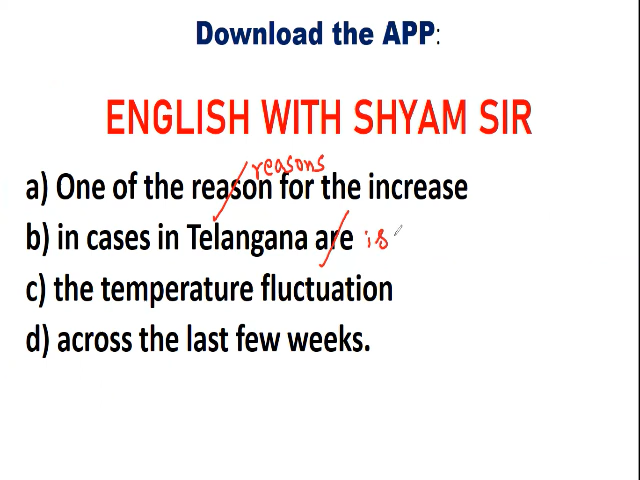 Download the APP:
ENGLISH WITH SHYAM SIR
reasons
a) One of the reason for the increase
b) in cases in Telangana are is
c) the temperature fluctuation
d) across the last few weeks.